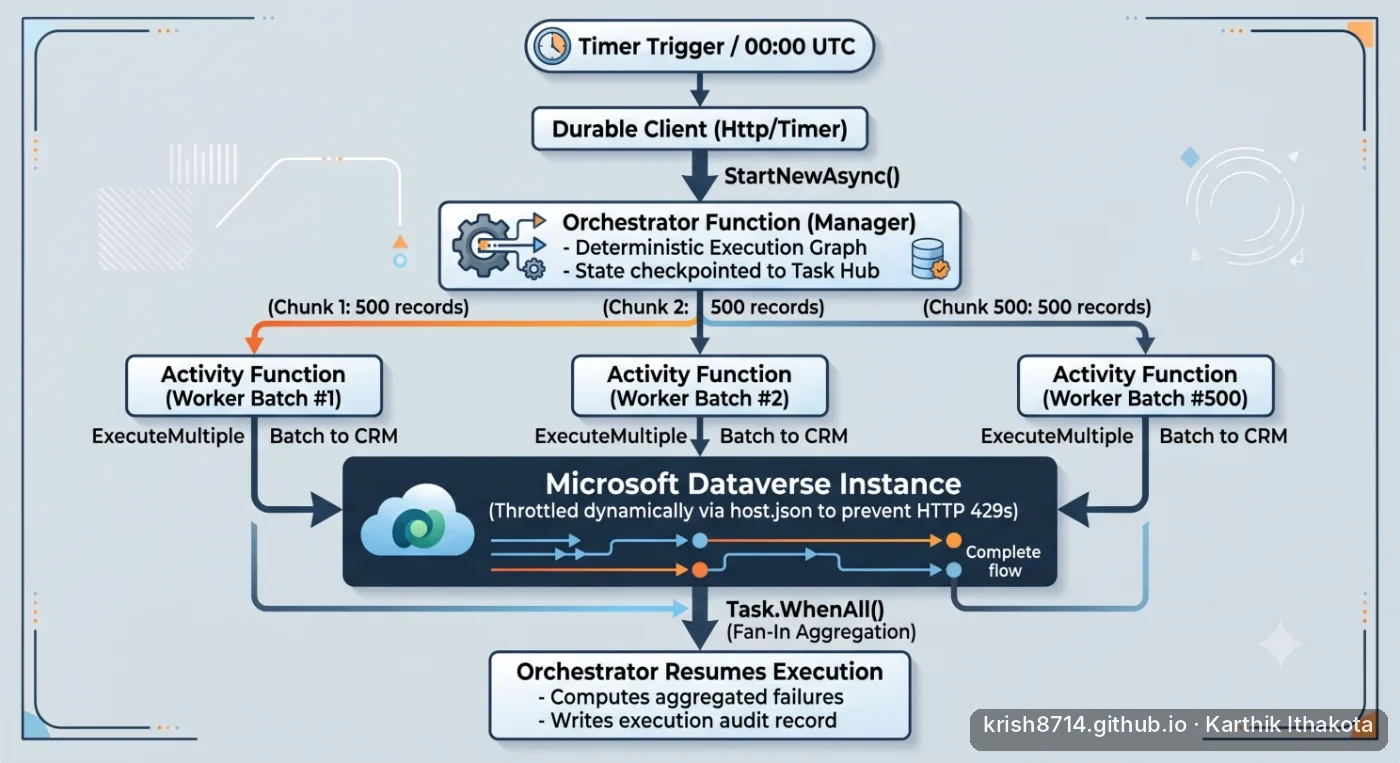 Timer Trigger / 00:00 UTC
Durable Client (Http/Timer)
StartNewAsync()
Orchestrator Function (Manager)
- Deterministic Execution Graph
- State checkpointed to Task Hub
(Chunk 1: 500 records)
(Chunk 2: 500 records)
(Chunk 500: 500 records)
Activity Function
(Worker Batch #1)
Activity Function
(Worker Batch #2)
Activity Function
(Worker Batch #500)
ExecuteMultiple Batch to CRM
ExecuteMultiple Batch to CRM
ExecuteMultiple Batch to CRM
Microsoft Dataverse Instance
(Throttled dynamically via host.json to prevent HTTP 429s)
Complete
flow
Task.WhenAll()
(Fan-In Aggregation)
Orchestrator Resumes Execution
- Computes aggregated failures
- Writes execution audit record
krish8714.github.io · Karthik Ithakota